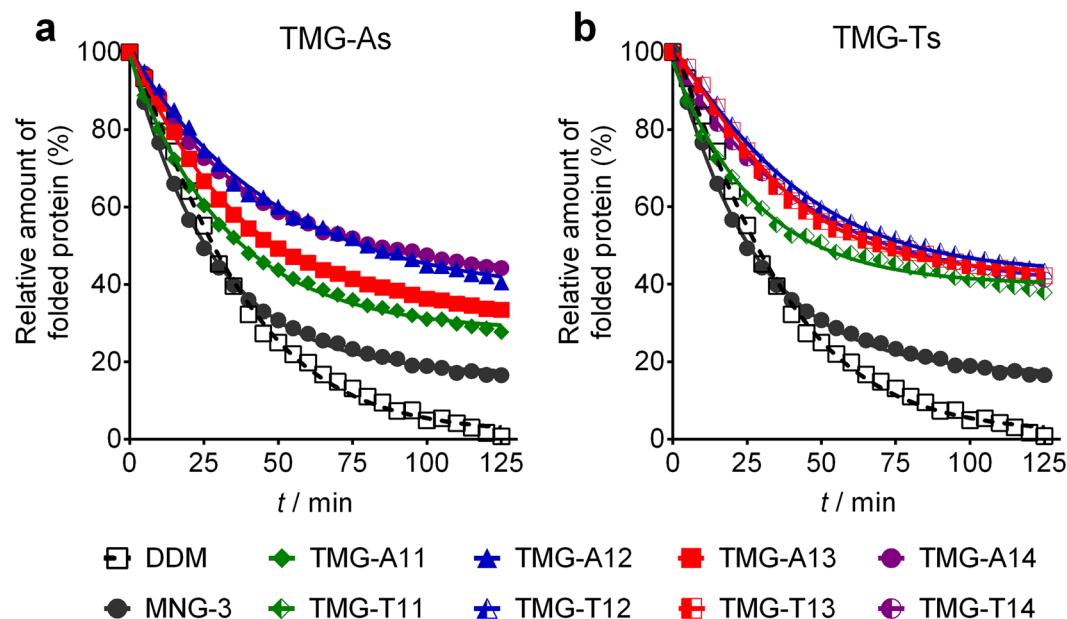 a
TMG-As
Relative amount of
folded protein (%)
100
80
60
40
20
0
0 25 50 75 100 125
t / min
b
TMG-Ts
Relative amount of
folded protein (%)
100
80
60
40
20
0
0 25 50 75 100 125
t / min
DDM TMG-A11 TMG-A12 TMG-A13 TMG-A14
MNG-3 TMG-T11 TMG-T12 TMG-T13 TMG-T14